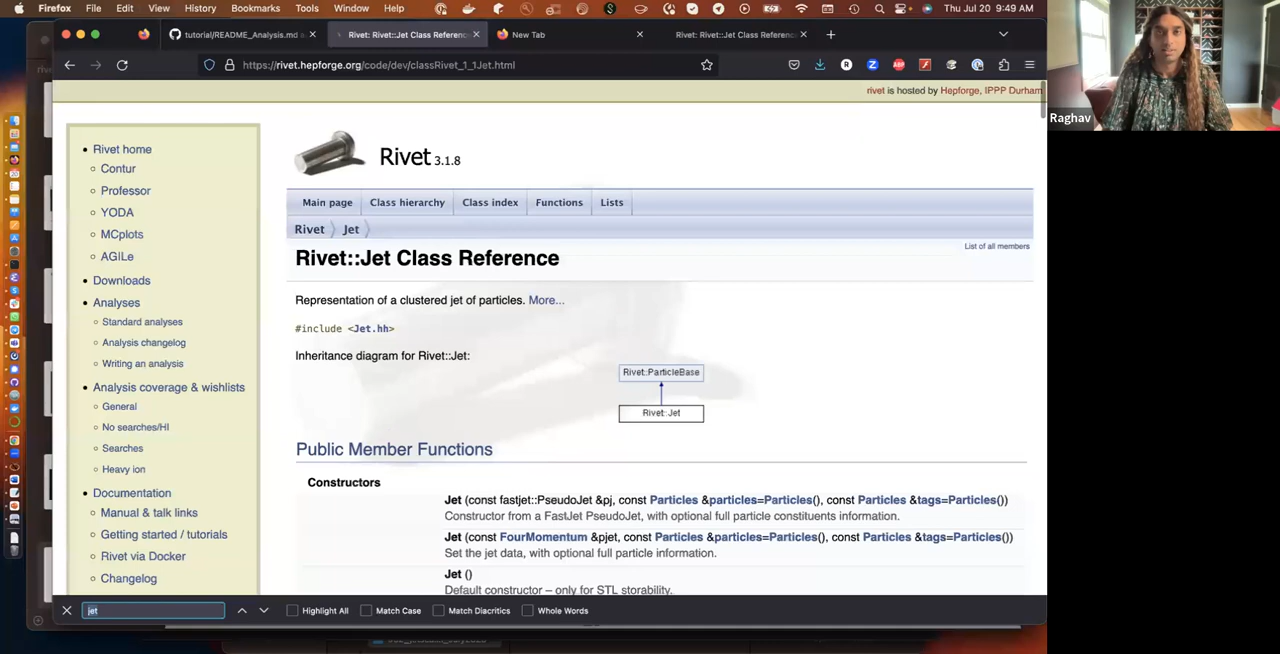 Firefox File Edit View History Bookmarks Tools Window Help Thu Jul 20 9:49 AM
tutorial/README_Analysis.md a Rivet: Rivet::Jet Class Reference New Tab Rivet: Rivet::Jet Class Reference
https://rivet.hepforge.org/code/dev/classRivet_1_1Jet.html
rivet is hosted by Hepforge, IPPP Durham
Raghav
Rivet home
Contur
Professor
YODA
MCplots
AGILe
Downloads
Analyses
Standard analyses
Analysis changelog
Writing an analysis
Analysis coverage & wishlists
General
No searches/HI
Searches
Heavy ion
Documentation
Manual & talk links
Getting started / tutorials
Rivet via Docker
Changelog
Rivet 3.1.8
Main page Class hierarchy Class index Functions Lists
Rivet Jet
List of all members
Rivet::Jet Class Reference
Representation of a clustered jet of particles. More...
#include <Jet.hh>
Inheritance diagram for Rivet::Jet:
Rivet::ParticleBase
Rivet::Jet
Public Member Functions
Constructors
Jet (const fastjet::PseudoJet &pj, const Particles &particles=Particles(), const Particles &tags=Particles())
Constructor from a FastJet PseudoJet, with optional full particle constituents information.
Jet (const FourMomentum &pjet, const Particles &particles=Particles(), const Particles &tags=Particles())
Set the jet data, with optional full particle information.
Jet ()
Default constructor – only for STL storability.
jet Highlight All Match Case Match Diacritics Whole Words